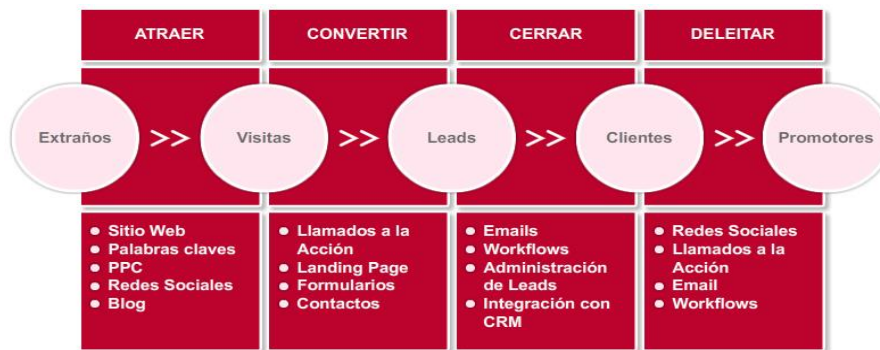 ATRAER
CONVERTIR
CERRAR
DELEITAR
Extraños
>>
Visitas
>>
Leads
>>
Clientes
>>
Promotores
• Sitio Web
• Palabras claves
• PPC
• Redes Sociales
• Blog
• Llamados a la
Acción
• Landing Page
• Formularios
• Contactos
• Emails
• Workflows
• Administración
de Leads
• Integración con
CRM
• Redes Sociales
• Llamados a la
Acción
• Email
• Workflows